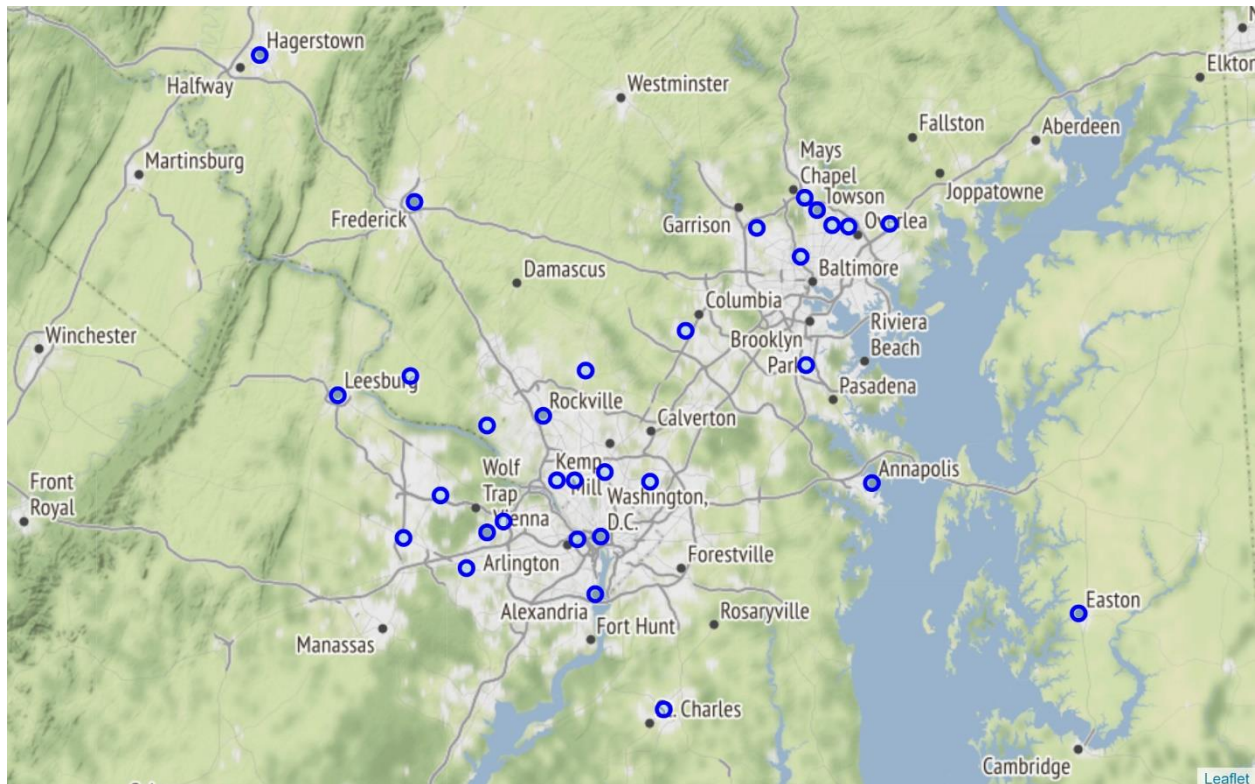 Hagerstown
Halfway
Westminster
Elkton
Fallston
Aberdeen
Martinsburg
Mays
Chapel
Joppatowne
Towson
Frederick
Garrison
Overlea
Damascus
Baltimore
Columbia
Winchester
Brooklyn
Park
Riviera
Beach
Leesburg
Pasadena
Rockville
Calverton
Wolf
Trap
Kemp
Mill
Front
Royal
Annapolis
Washington,
D.C.
Vienna
Arlington
Forestville
Alexandria
Easton
Rosaryville
Fort Hunt
Manassas
Charles
Cambridge
Leaflet